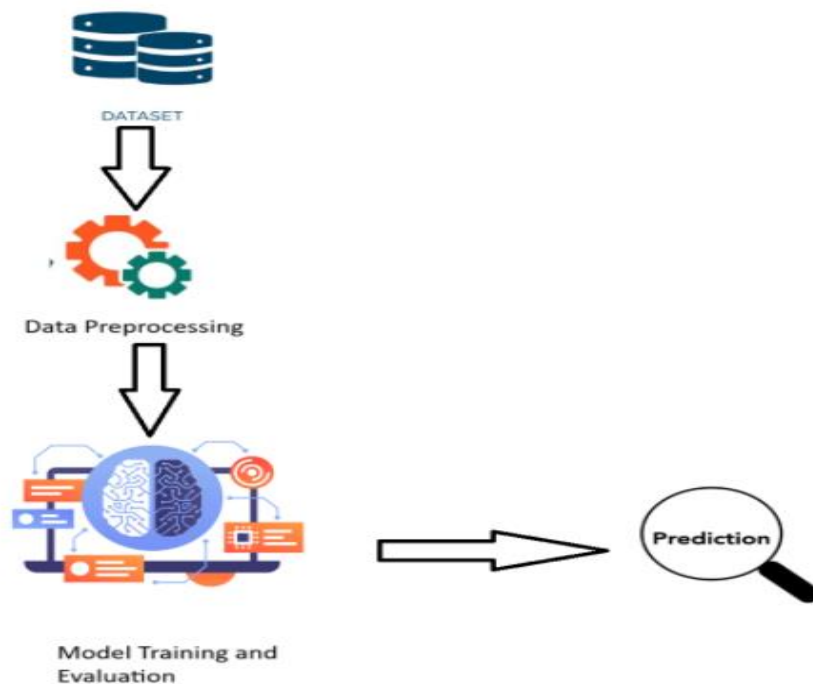 DATASET
Data Preprocessing
Prediction
Model Training and
Evaluation